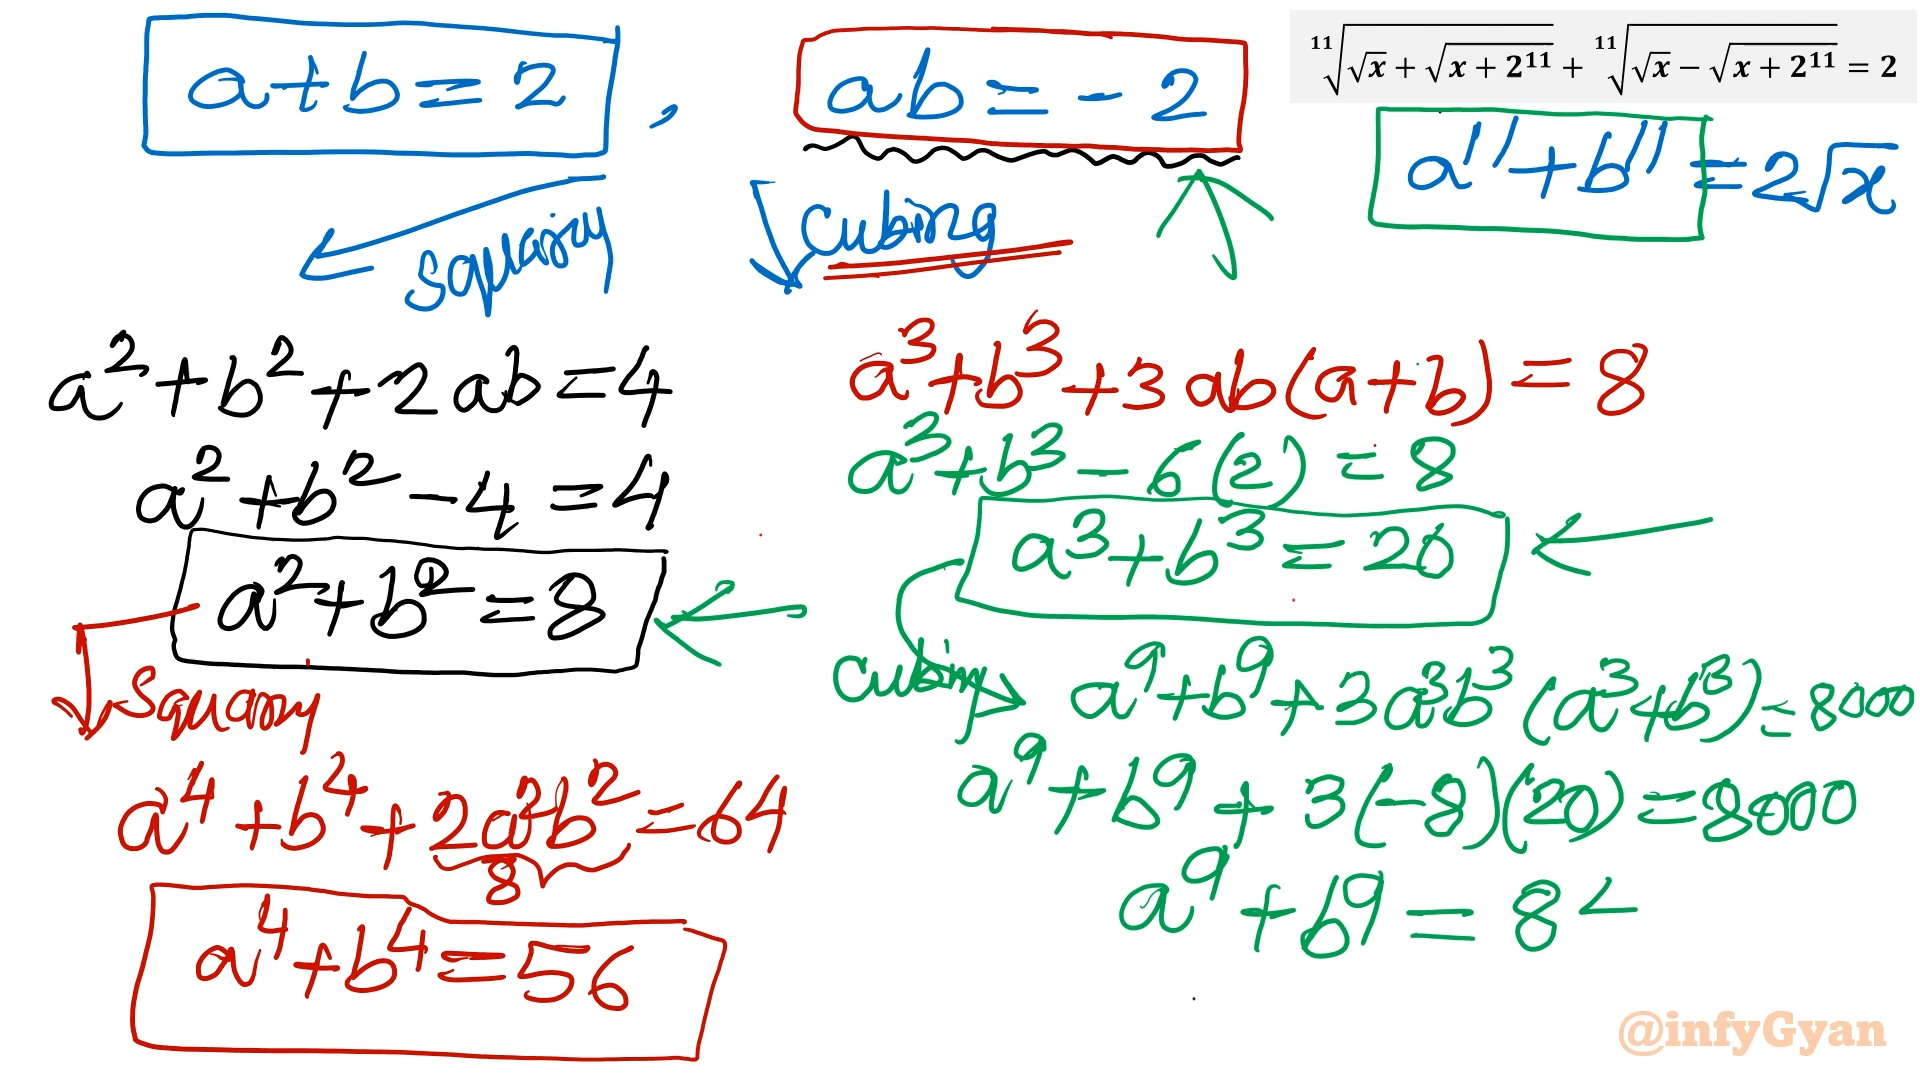 a+b=2 , ab=-2
¹¹√(√x + √(x + 2¹¹)) + ¹¹√(√x − √(x + 2¹¹)) = 2
a¹¹+b¹¹=2√x
squaring
cubing
a²+b²+2ab=4
a²+b²-4=4
a²+b²=8
squaring
a⁴+b⁴+2a²b²=64
8
a⁴+b⁴=56
a³+b³+3ab(a+b)=8
a³+b³-6(2)=8
a³+b³=20
cubing
a⁹+b⁹+3a³b³(a³+b³)=8000
a⁹+b⁹+3(-8)(20)=8000
a⁹+b⁹=8
@infyGyan